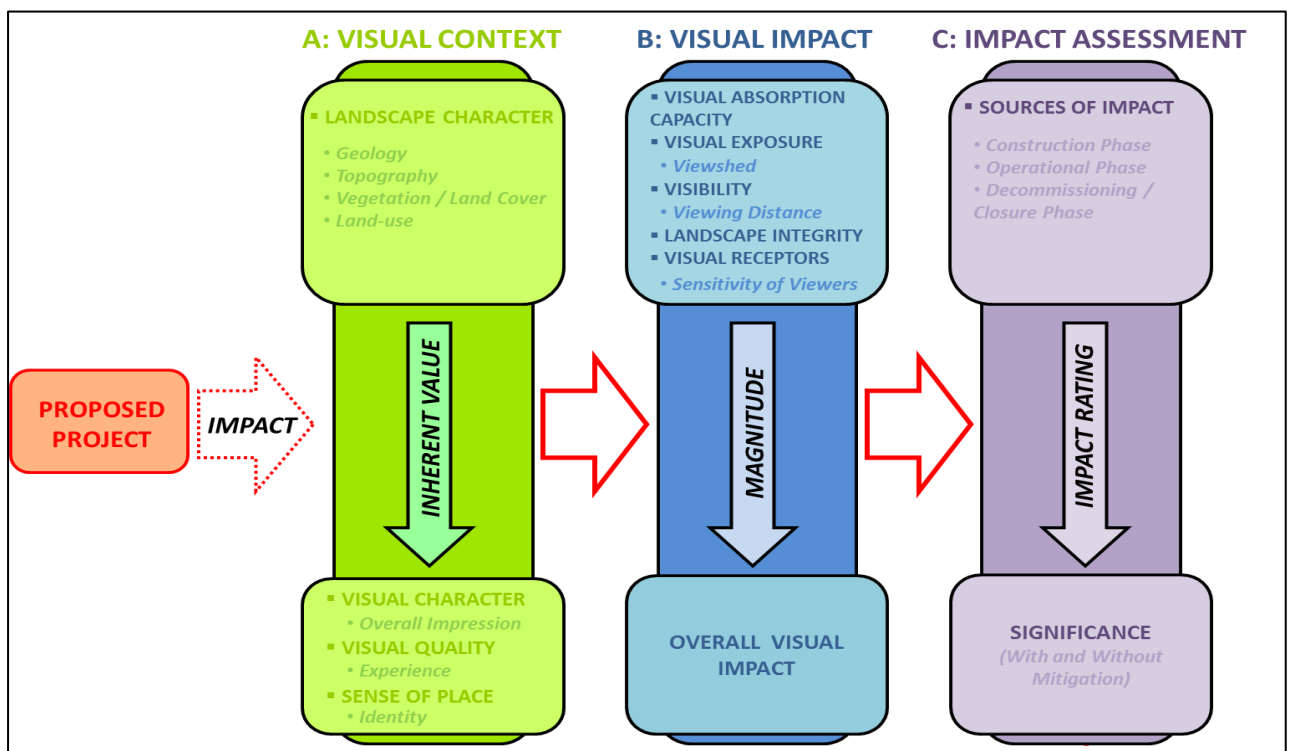 A: VISUAL CONTEXT
▪ LANDSCAPE CHARACTER
• Geology
• Topography
• Vegetation / Land Cover
• Land-use
INHERENT VALUE
▪ VISUAL CHARACTER
• Overall Impression
▪ VISUAL QUALITY
• Experience
▪ SENSE OF PLACE
• Identity
B: VISUAL IMPACT
▪ VISUAL ABSORPTION
CAPACITY
▪ VISUAL EXPOSURE
• Viewshed
▪ VISIBILITY
• Viewing Distance
▪ LANDSCAPE INTEGRITY
▪ VISUAL RECEPTORS
• Sensitivity of Viewers
MAGNITUDE
OVERALL VISUAL
IMPACT
C: IMPACT ASSESSMENT
▪ SOURCES OF IMPACT
• Construction Phase
• Operational Phase
• Decommissioning /
Closure Phase
IMPACT RATING
SIGNIFICANCE
(With and Without
Mitigation)
PROPOSED
PROJECT
IMPACT